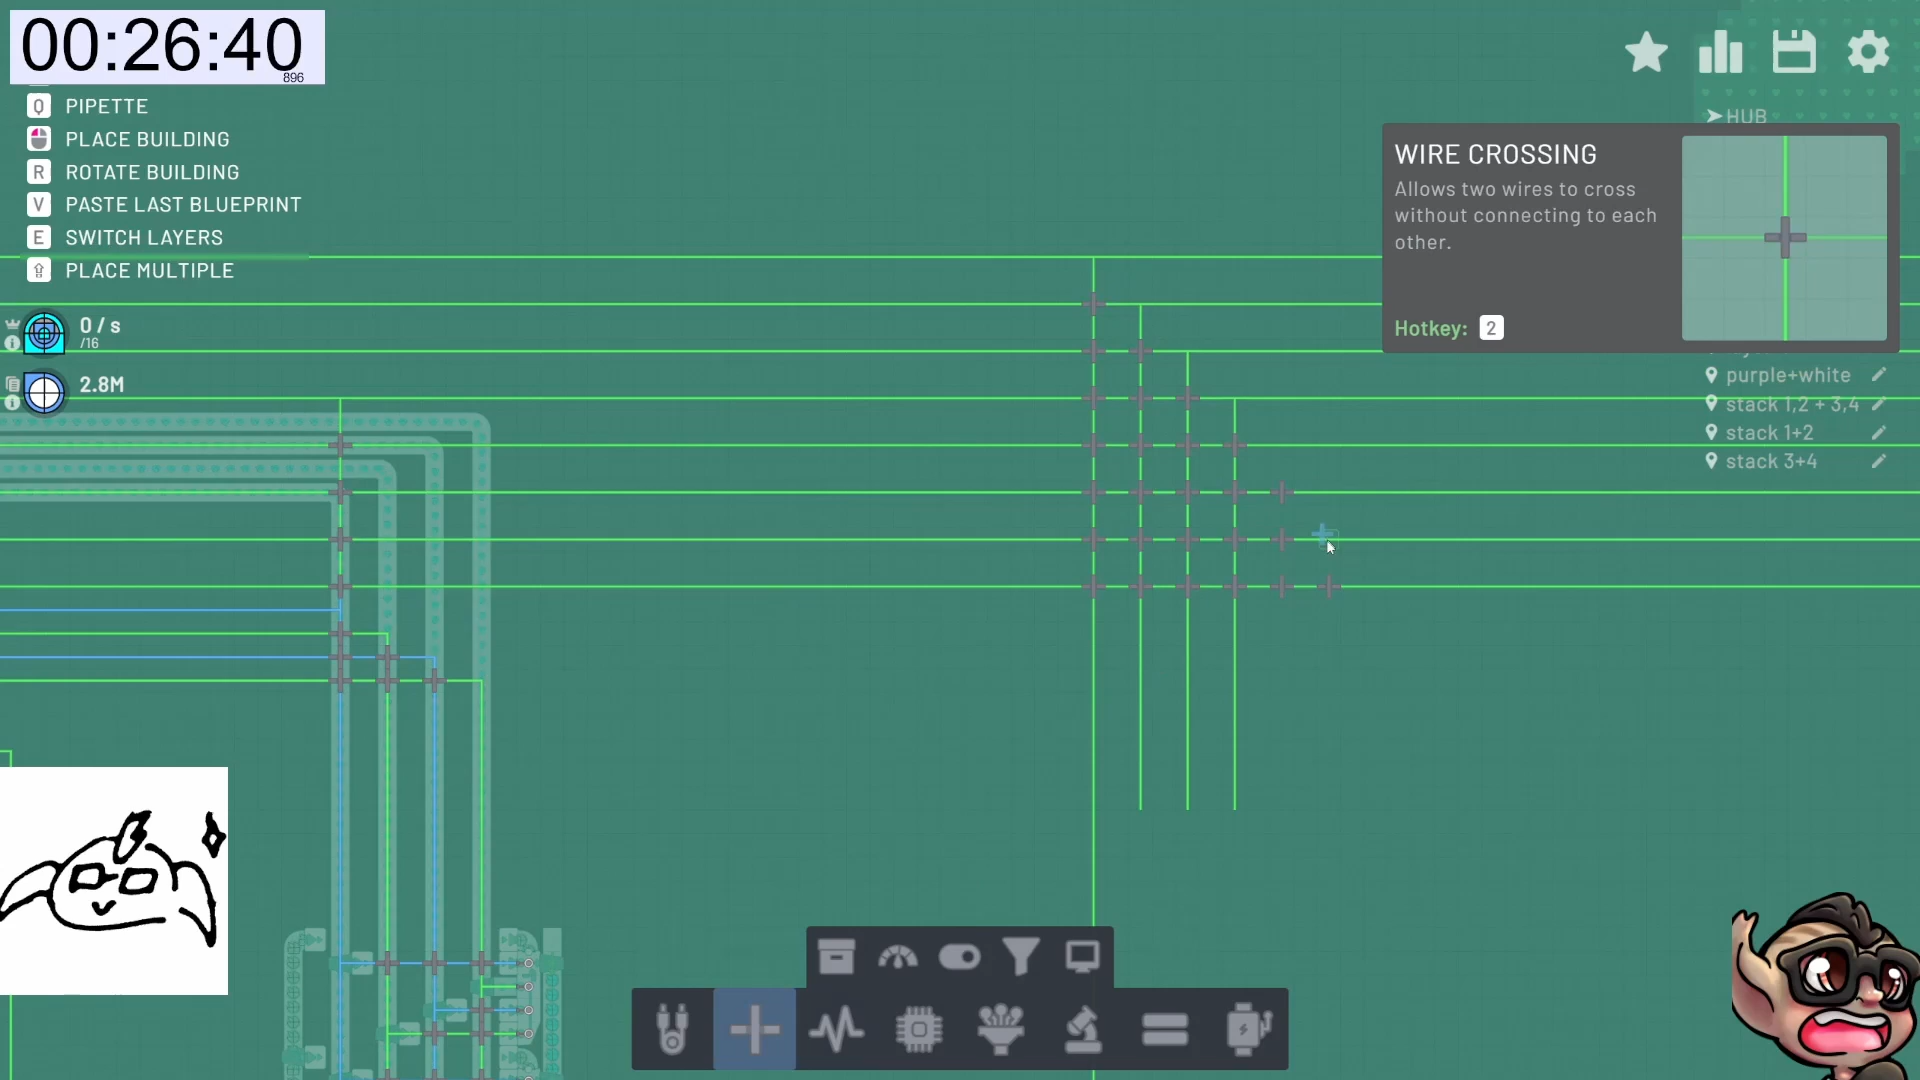 00:26:40
896
Q PIPETTE
PLACE BUILDING
R ROTATE BUILDING
V PASTE LAST BLUEPRINT
E SWITCH LAYERS
⇧ PLACE MULTIPLE
0 / s
/16
2.8M
HUB
WIRE CROSSING
Allows two wires to cross
without connecting to each
other.
Hotkey: 2
purple+white
stack 1,2 + 3,4
stack 1+2
stack 3+4